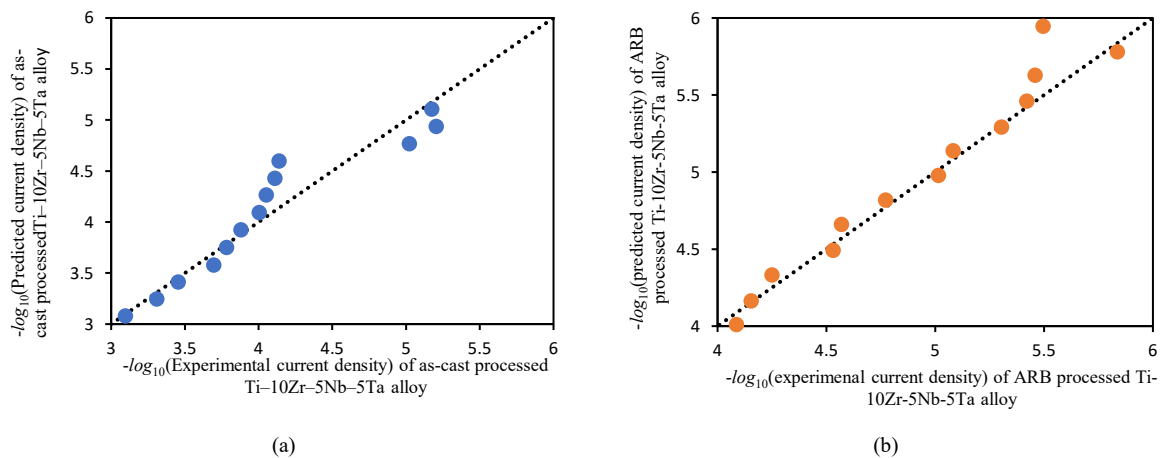 -log10(Predicted current density) of as-
cast processedTi–10Zr–5Nb–5Ta alloy
6
5.5
5
4.5
4
3.5
3
3
3.5
4
4.5
5
5.5
6
-log10(Experimental current density) of as-cast processed
Ti–10Zr–5Nb–5Ta alloy
(a)
-log10(predicted current density) of ARB
processed Ti-10Zr-5Nb-5Ta alloy
6
5.5
5
4.5
4
4
4.5
5
5.5
6
-log10(experimenal current density) of ARB processed Ti-
10Zr-5Nb-5Ta alloy
(b)